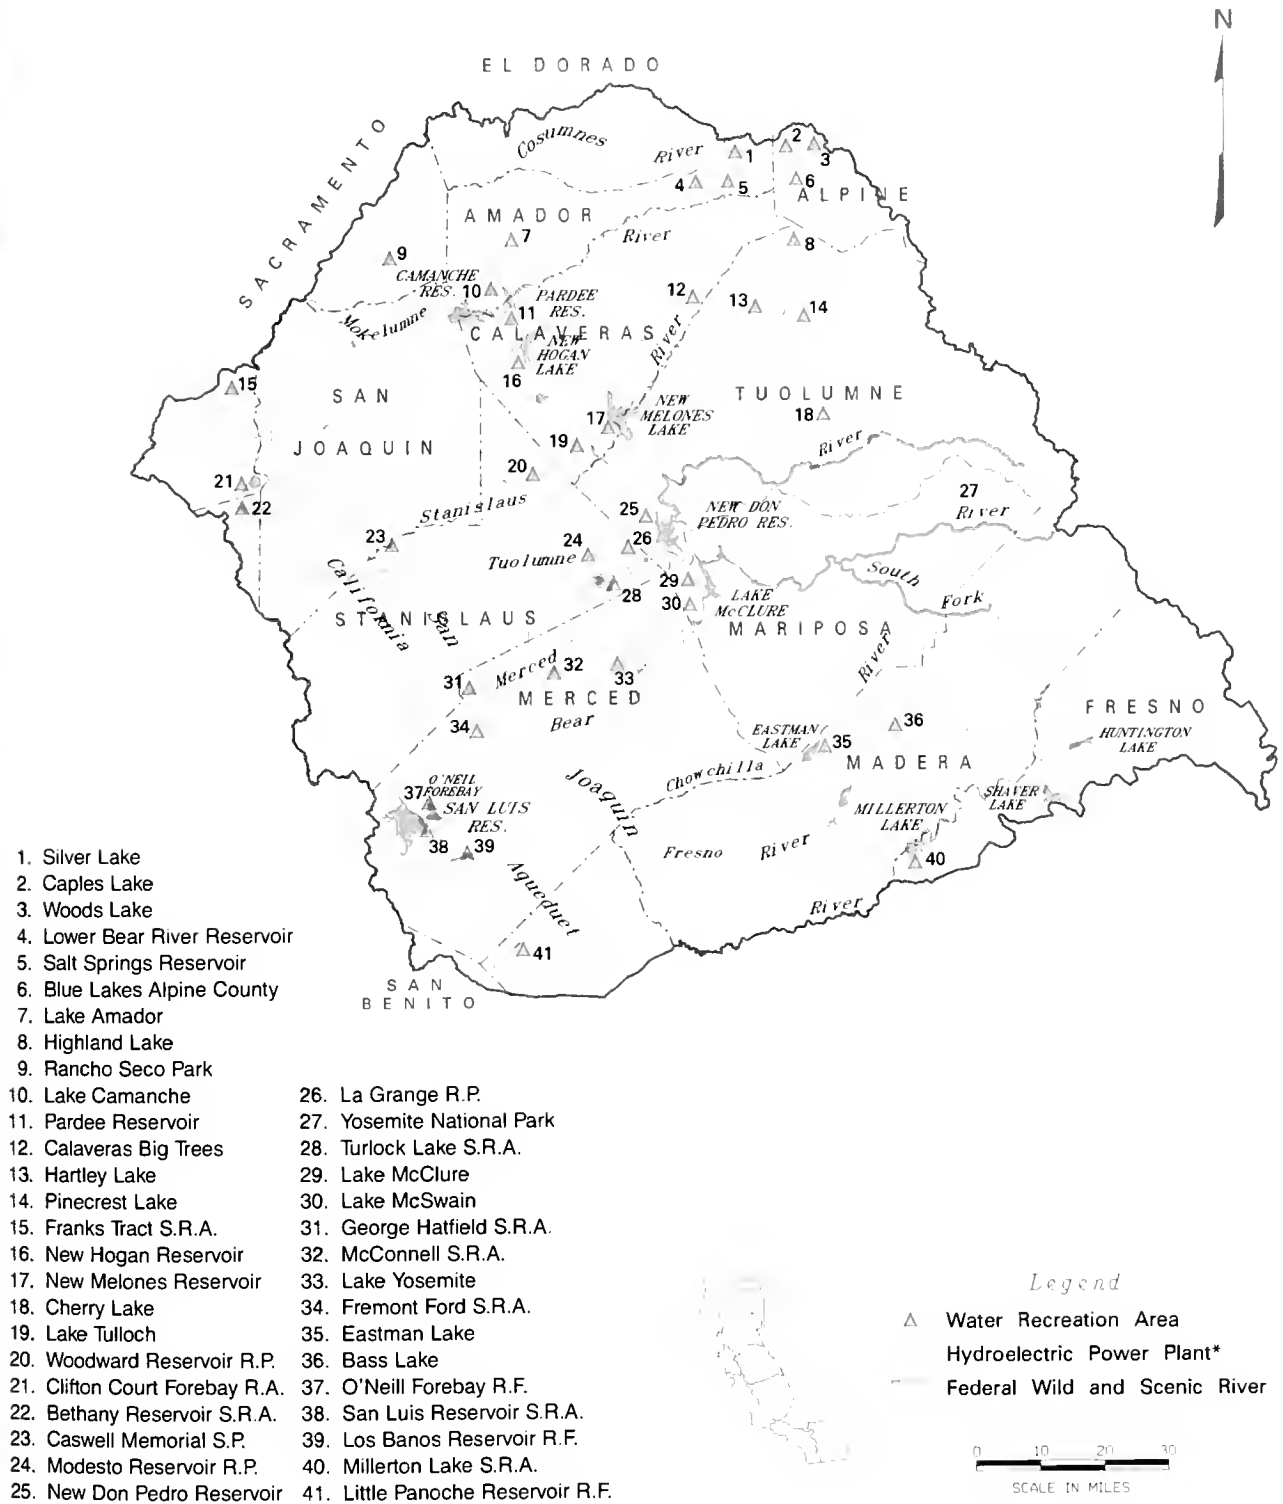 N
EL DORADO
SACRAMENTO
Cosumnes
River
1
2
3
4
5
6
ALPINE
AMADOR
7
River
8
9
CAMANCHE
RES.
10
PARDEE
RES.
11
12
13
14
Mokelumne
CALAVERAS
River
NEW
HOGAN
LAKE
16
15
SAN
JOAQUIN
TUOLUMNE
17
NEW
MELONES
LAKE
18
19
River
20
21
22
Stanislaus
25
NEW DON
PEDRO RES.
27
River
23
24
26
Tuolumne
California
28
29
30
LAKE
McCLURE
South
Fork
STANISLAUS
San
MARIPOSA
River
Merced
31
32
33
MERCED
34
Bear
EASTMAN
LAKE
35
36
FRESNO
HUNTINGTON
LAKE
Joaquin
Chowchilla
MADERA
37
O'NEIL
FOREBAY
SAN LUIS
RES.
38
39
MILLERTON
LAKE
SHAVER
LAKE
Fresno
River
40
Aqueduct
River
41
SAN
BENITO
1. Silver Lake
2. Caples Lake
3. Woods Lake
4. Lower Bear River Reservoir
5. Salt Springs Reservoir
6. Blue Lakes Alpine County
7. Lake Amador
8. Highland Lake
9. Rancho Seco Park
10. Lake Camanche
11. Pardee Reservoir
12. Calaveras Big Trees
13. Hartley Lake
14. Pinecrest Lake
15. Franks Tract S.R.A.
16. New Hogan Reservoir
17. New Melones Reservoir
18. Cherry Lake
19. Lake Tulloch
20. Woodward Reservoir R.P.
21. Clifton Court Forebay R.A.
22. Bethany Reservoir S.R.A.
23. Caswell Memorial S.P.
24. Modesto Reservoir R.P.
25. New Don Pedro Reservoir
26. La Grange R.P.
27. Yosemite National Park
28. Turlock Lake S.R.A.
29. Lake McClure
30. Lake McSwain
31. George Hatfield S.R.A.
32. McConnell S.R.A.
33. Lake Yosemite
34. Fremont Ford S.R.A.
35. Eastman Lake
36. Bass Lake
37. O'Neill Forebay R.F.
38. San Luis Reservoir S.R.A.
39. Los Banos Reservoir R.F.
40. Millerton Lake S.R.A.
41. Little Panoche Reservoir R.F.
Legend
Water Recreation Area
Hydroelectric Power Plant*
Federal Wild and Scenic River
0 10 20 30
SCALE IN MILES